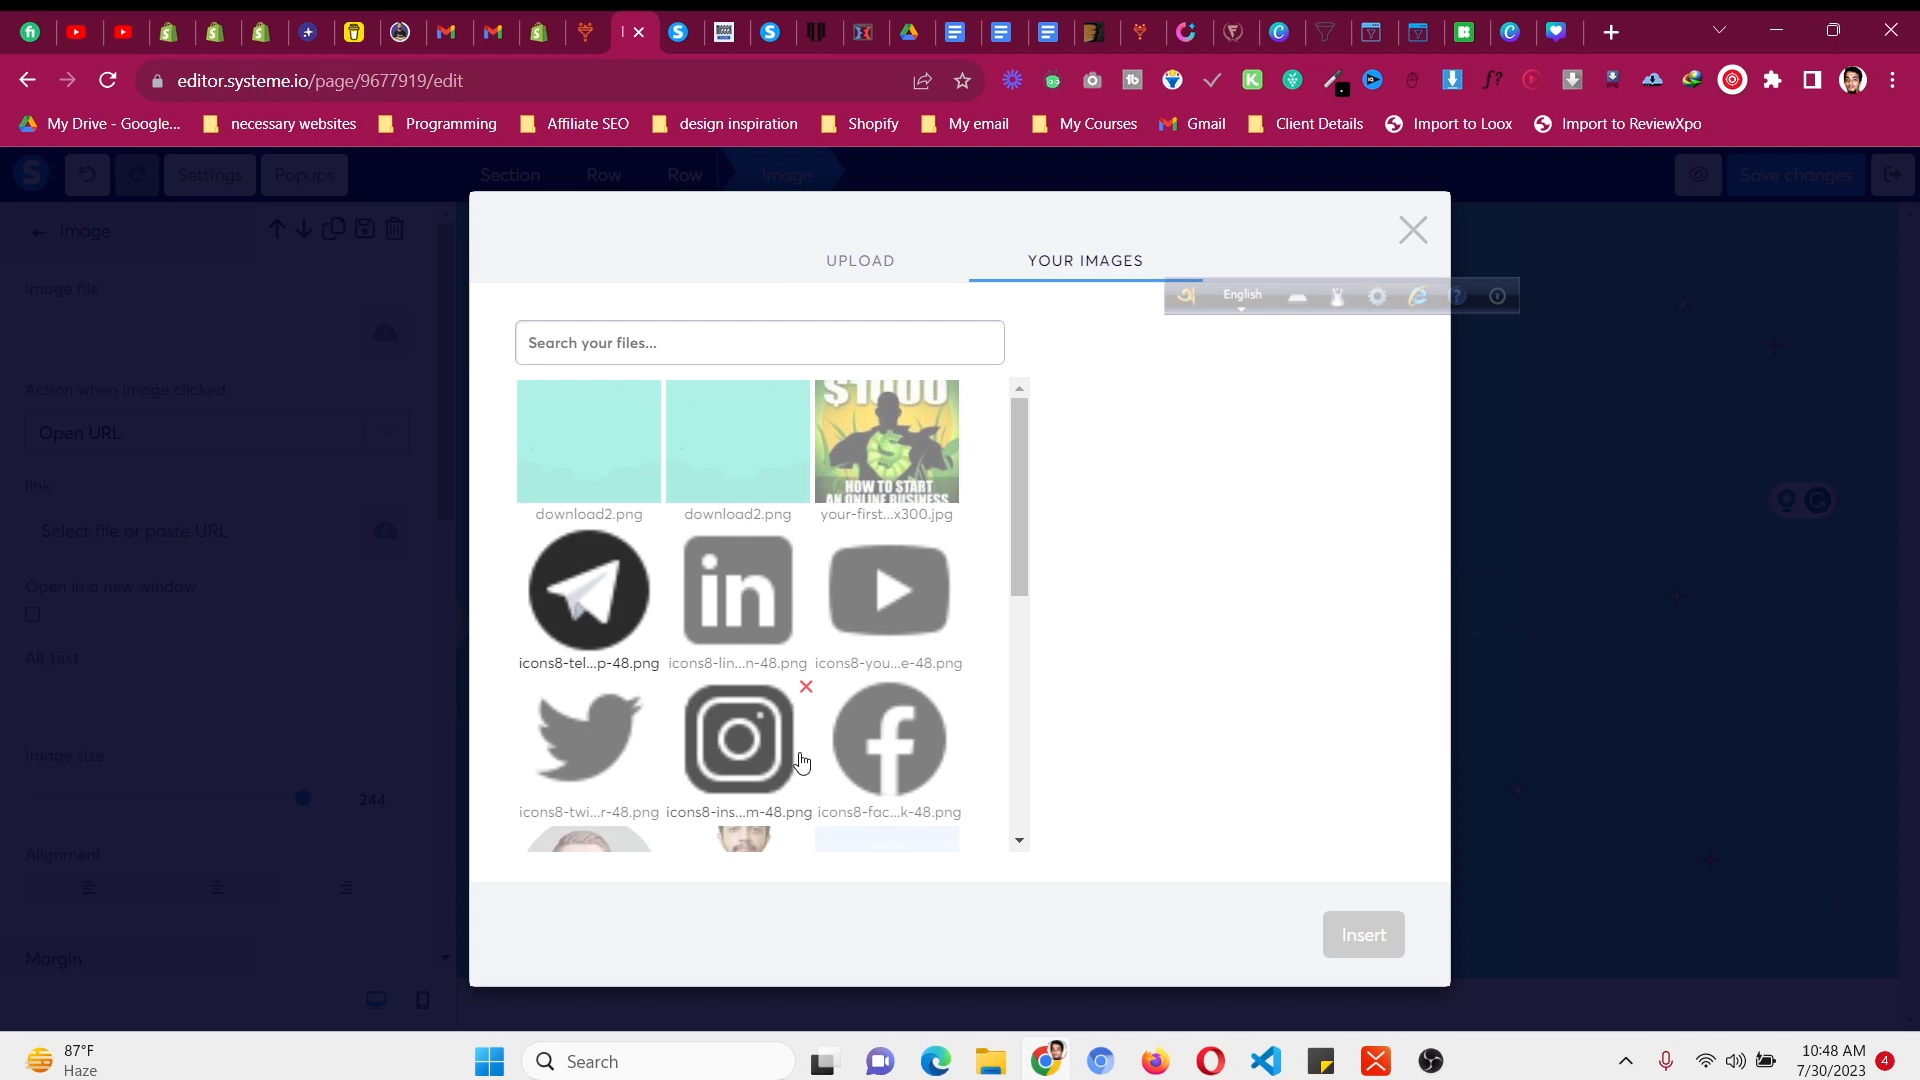 editor.systeme.io/page/9677919/edit
My Drive - Google...
necessary websites
Programming
Affiliate SEO
design inspiration
Shopify
My email
My Courses
Gmail
Client Details
Import to Loox
Import to ReviewXpo
Settings
Popups
Section
Row
Row
Image
Save changes
Image
Image file
Action when image clicked
Open URL
link
Select file or paste URL
Open in a new window
Alt text
Image size
244
Alignment
Margin
UPLOAD
YOUR IMAGES
English
Search your files...
$1000
HOW TO START
AN ONLINE BUSINESS
download2.png
download2.png
your-first...x300.jpg
icons8-tel...p-48.png
icons8-lin...n-48.png
icons8-you...e-48.png
icons8-twi...r-48.png
icons8-ins...m-48.png
icons8-fac...k-48.png
Insert
87°F
Haze
Search
10:48 AM
7/30/2023
4